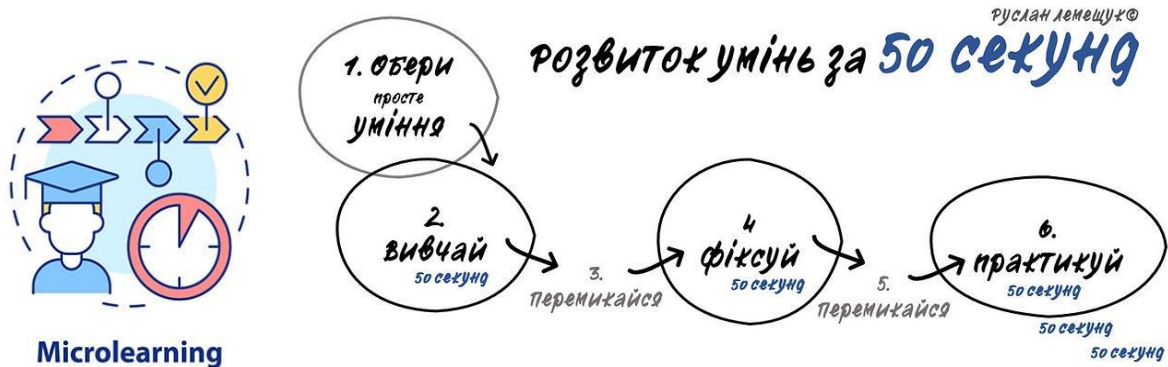 Руслан Лемещук©
Розвиток умінь за 50 секунд
1. Обери
просте
уміння
2.
вивчай
50 секунд
3.
перемикайся
4
фіксуй
50 секунд
5.
перемикайся
6.
практикуй
50 секунд
50 секунд
50 секунд
Microlearning